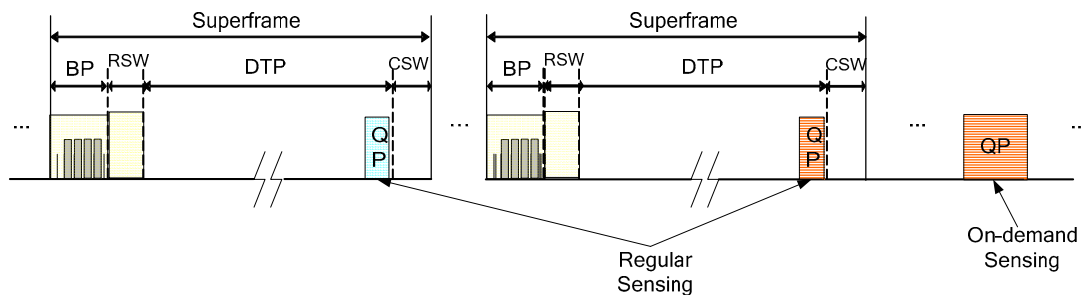 Superframe
Superframe
BP
RSW
DTP
CSW
BP
RSW
DTP
CSW
...
Q
P
...
Q
P
...
QP
..
Regular
Sensing
On-demand
Sensing